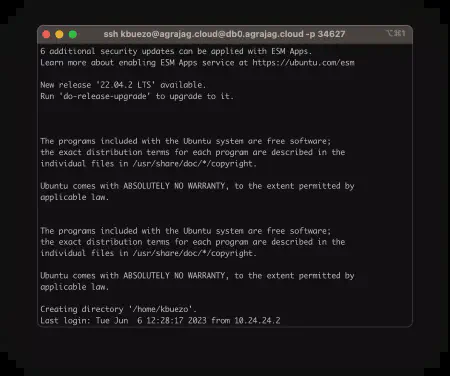 ssh kbuezo@agrajag.cloud@db0.agrajag.cloud -p 34627
⌥⌘1
6 additional security updates can be applied with ESM Apps.
Learn more about enabling ESM Apps service at https://ubuntu.com/esm
New release '22.04.2 LTS' available.
Run 'do-release-upgrade' to upgrade to it.
The programs included with the Ubuntu system are free software;
the exact distribution terms for each program are described in the
individual files in /usr/share/doc/*/copyright.
Ubuntu comes with ABSOLUTELY NO WARRANTY, to the extent permitted by
applicable law.
The programs included with the Ubuntu system are free software;
the exact distribution terms for each program are described in the
individual files in /usr/share/doc/*/copyright.
Ubuntu comes with ABSOLUTELY NO WARRANTY, to the extent permitted by
applicable law.
Creating directory '/home/kbuezo'.
Last login: Tue Jun  6 12:28:17 2023 from 10.24.24.2